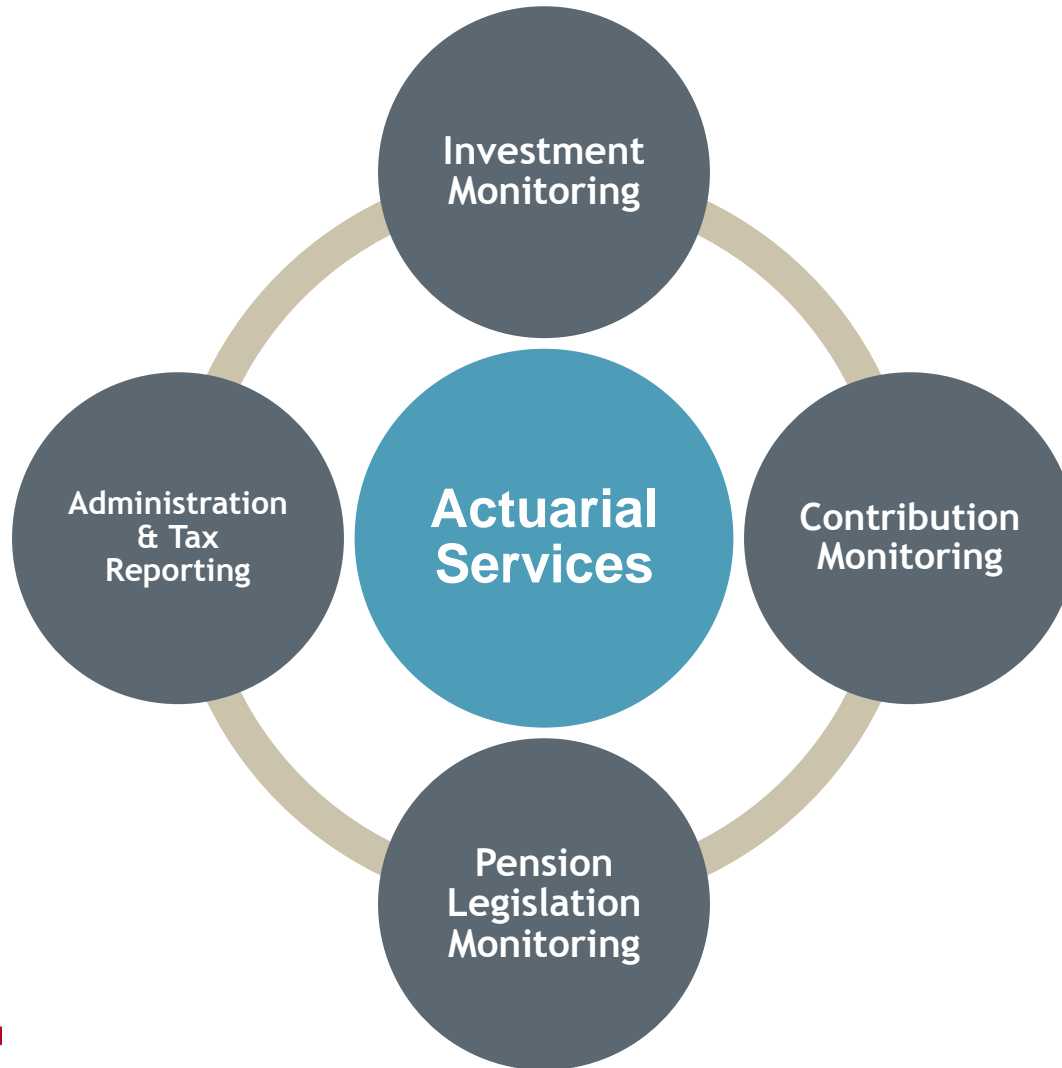 Investment
Monitoring
Administration
& Tax
Reporting
Actuarial
Services
Contribution
Monitoring
Pension
Legislation
Monitoring